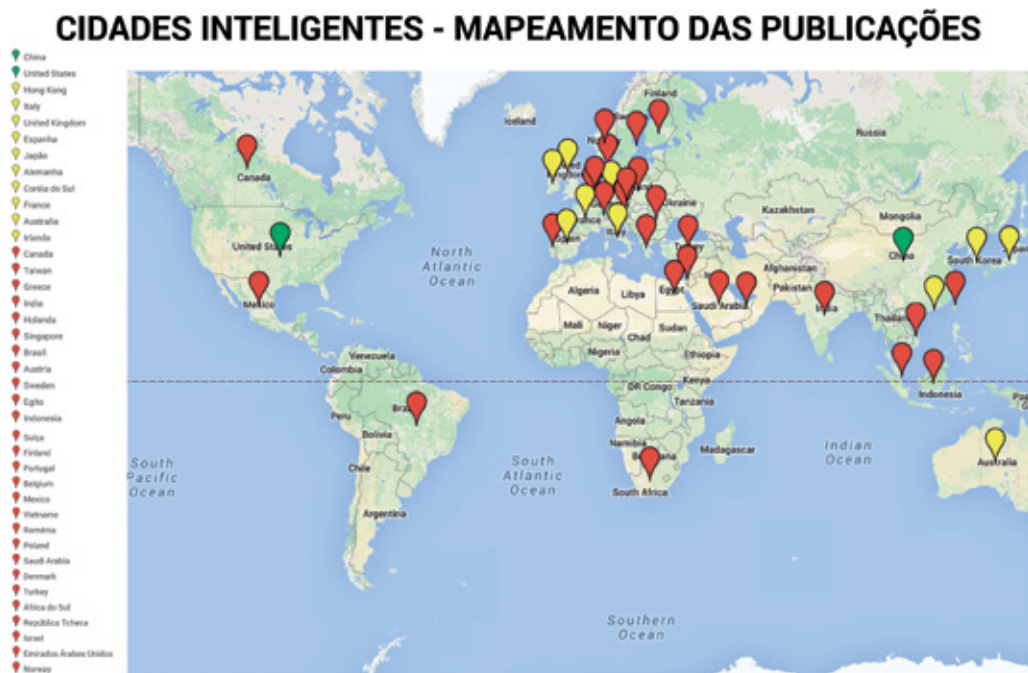 CIDADES INTELIGENTES - MAPEAMENTO DAS PUBLICAÇÕES
China
United States
Hong Kong
Italy
United Kingdom
Espanha
Japão
Alemanha
Coréia do Sul
France
Australia
Irlanda
Canada
Taiwan
Greece
India
Holanda
Singapore
Brasil
Austria
Sweden
Egito
Indonesia
Suiça
Finland
Portugal
Belgium
Mexico
Vietname
Roménia
Poland
Saudi Arabia
Denmark
Turkey
África do Sul
República Tcheca
Israel
Emirados Árabes Unidos
Norway
Iceland
Finland
Russia
Canada
Ukraine
Kazakhstan
Mongolia
United States
North
Atlantic
Ocean
China
South Korea
Afghanistan
Pakistan
Algeria
Libya
Egypt
Saudi Arabia
India
Mexico
Mali
Niger
Chad
Sudan
Nigeria
Ethiopia
Venezuela
Colombia
DR Congo
Kenya
Tanzania
Indonesia
Peru
Bolivia
Angola
Namibia
Madagascar
Indian
Ocean
Australia
Chile
South
Pacific
Ocean
South
Atlantic
Ocean
South Africa
Argentina
Southern
Ocean